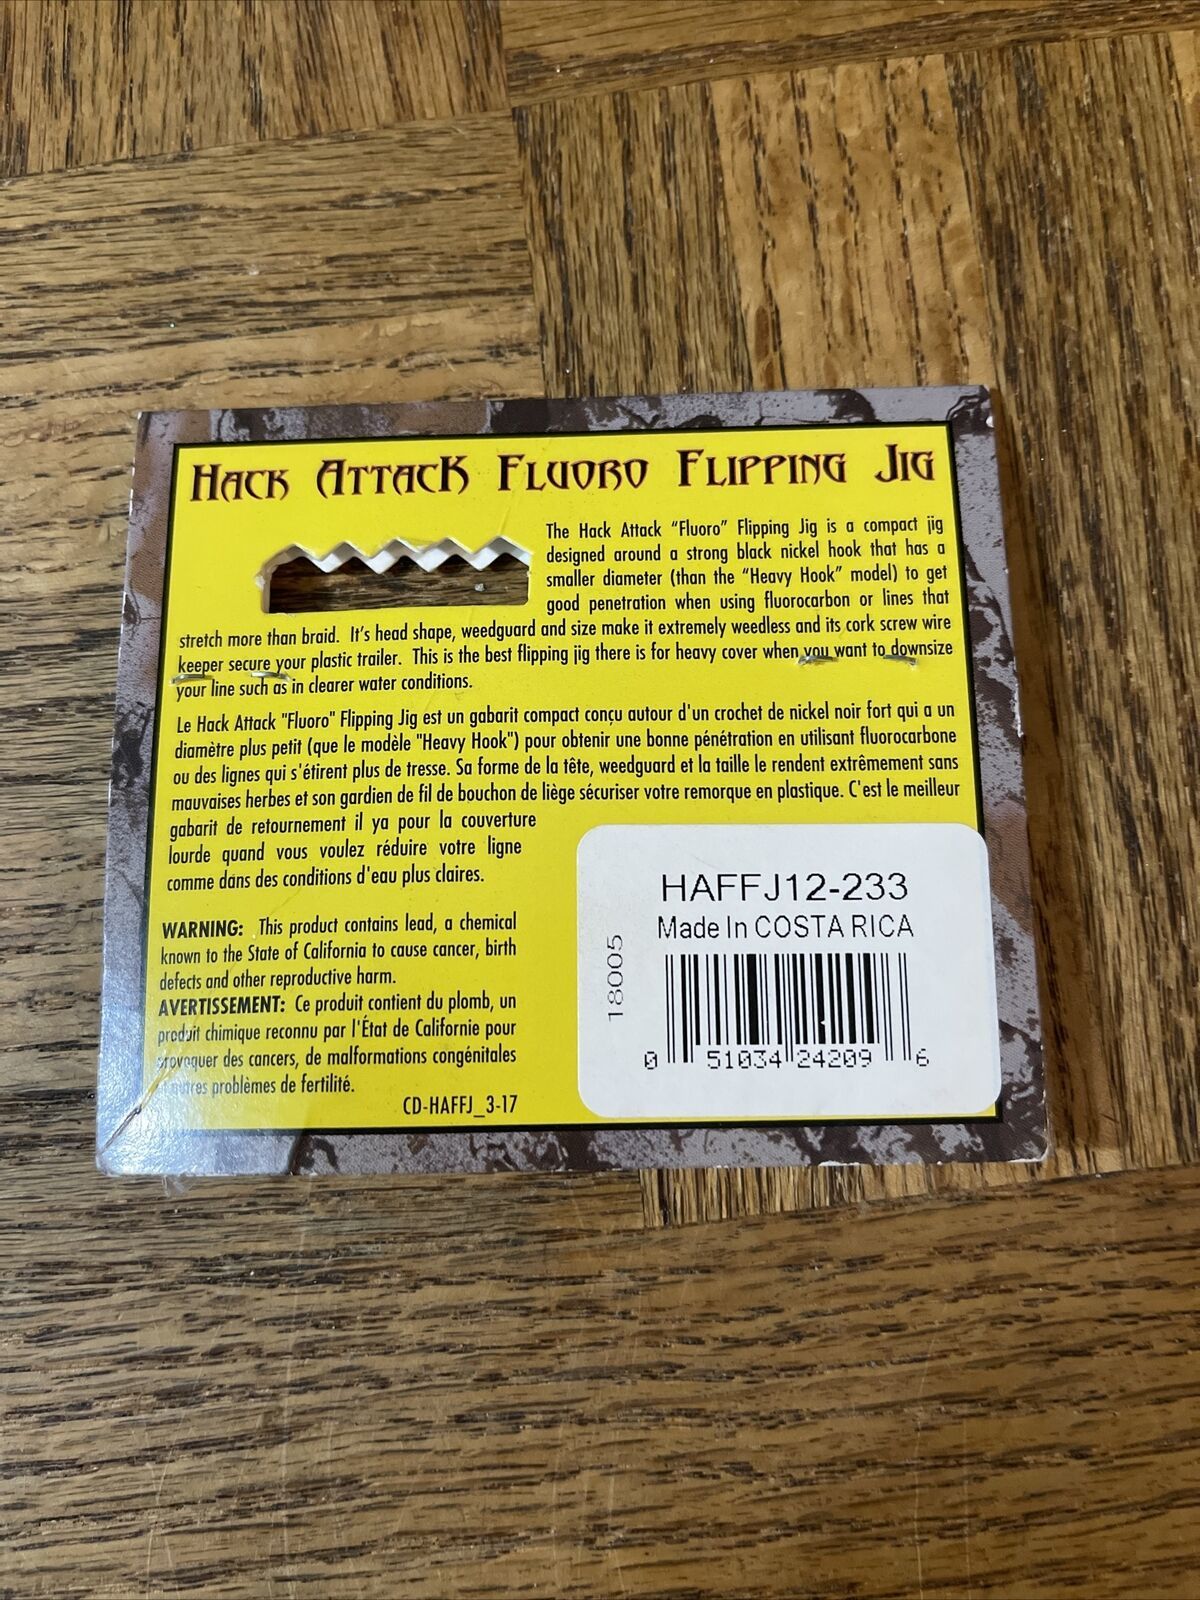 HACK ATTACK FLUORO FLIPPING JIG
The Hack Attack "Fluoro" Flipping Jig is a compact jig
designed around a strong black nickel hook that has a
smaller diameter (than the "Heavy Hook" model) to get
good penetration when using fluorocarbon or lines that
stretch more than braid. It's head shape, weedguard and size make it extremely weedless and its cork screw wire
keeper secure your plastic trailer. This is the best flipping jig there is for heavy cover when you want to downsize
your line such as in clearer water conditions.
Le Hack Attack "Fluoro" Flipping Jig est un gabarit compact conçu autour d'un crochet de nickel noir fort qui a un
diamètre plus petit (que le modèle "Heavy Hook") pour obtenir une bonne pénétration en utilisant fluorocarbone
ou des lignes qui s'étirent plus de tresse. Sa forme de la tête, weedguard et la taille le rendent extrêmement sans
mauvaises herbes et son gardien de fil de bouchon de liège sécuriser votre remorque en plastique. C'est le meilleur
gabarit de retournement il ya pour la couverture
lourde quand vous voulez réduire votre ligne
comme dans des conditions d'eau plus claires.
WARNING: This product contains lead, a chemical
known to the State of California to cause cancer, birth
defects and other reproductive harm.
AVERTISSEMENT: Ce produit contient du plomb, un
produit chimique reconnu par l'État de Californie pour
provoquer des cancers, de malformations congénitales
autres problèmes de fertilité.
CD-HAFFJ_3-17
HAFFJ12-233
Made In COSTA RICA
18005
0 51034 24209 6